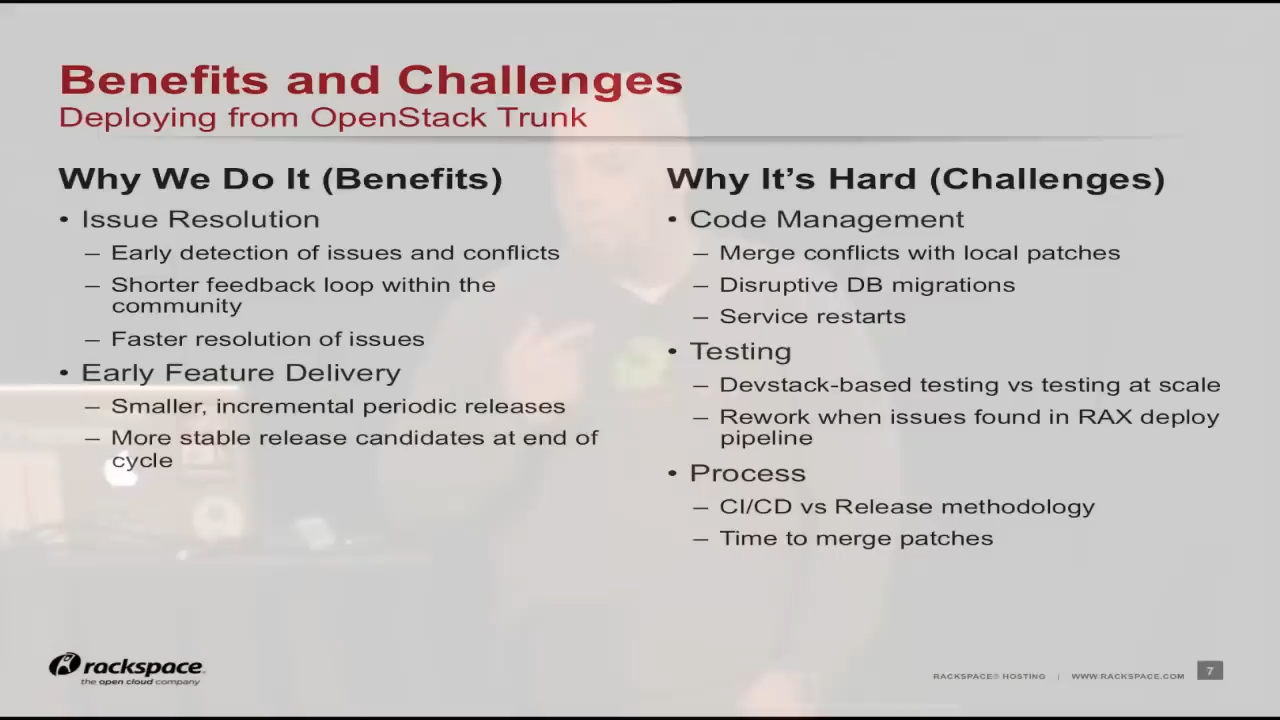 Benefits and Challenges
Deploying from OpenStack Trunk
Why We Do It (Benefits)
• Issue Resolution
– Early detection of issues and conflicts
– Shorter feedback loop within the
community
– Faster resolution of issues
• Early Feature Delivery
– Smaller, incremental periodic releases
– More stable release candidates at end of
cycle
Why It's Hard (Challenges)
• Code Management
– Merge conflicts with local patches
– Disruptive DB migrations
– Service restarts
• Testing
– Devstack-based testing vs testing at scale
– Rework when issues found in RAX deploy
pipeline
• Process
– CI/CD vs Release methodology
– Time to merge patches
rackspace
the open cloud company
RACKSPACE® HOSTING | WWW.RACKSPACE.COM
7